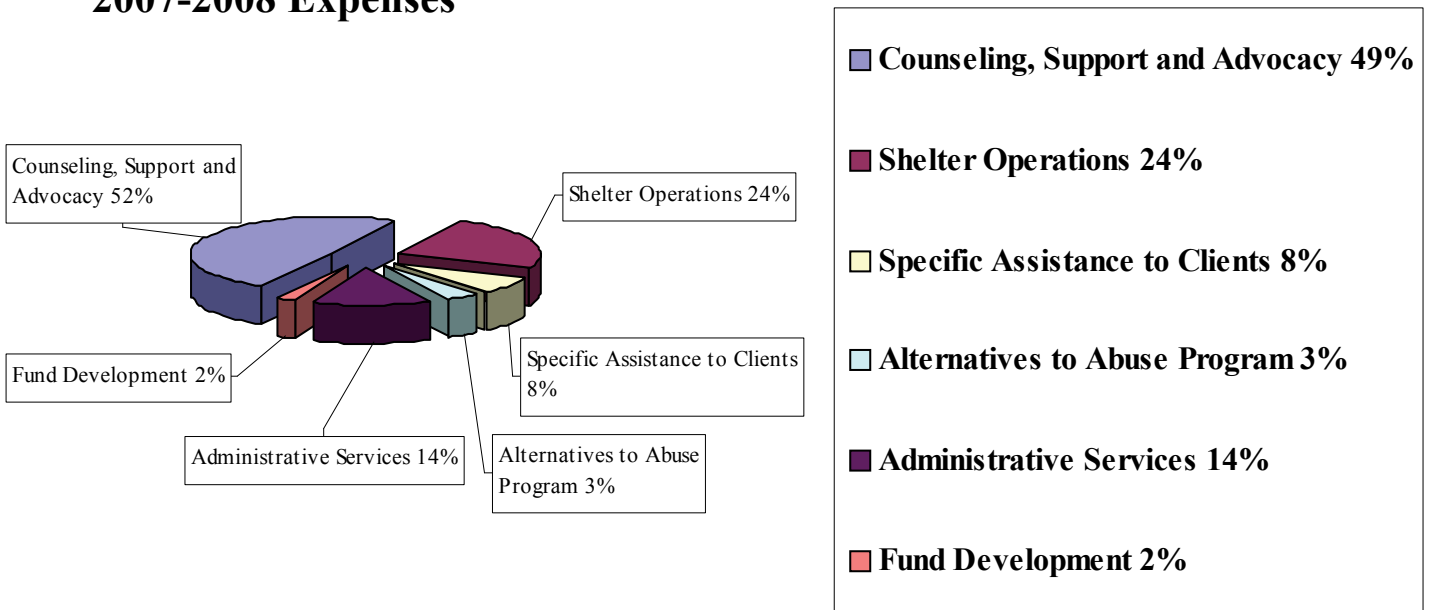 2007-2008 Expenses
Counseling, Support and
Advocacy 52%
Shelter Operations 24%
Fund Development 2%
Specific Assistance to Clients
8%
Administrative Services 14%
Alternatives to Abuse
Program 3%
Counseling, Support and Advocacy 49%
Shelter Operations 24%
Specific Assistance to Clients 8%
Alternatives to Abuse Program 3%
Administrative Services 14%
Fund Development 2%